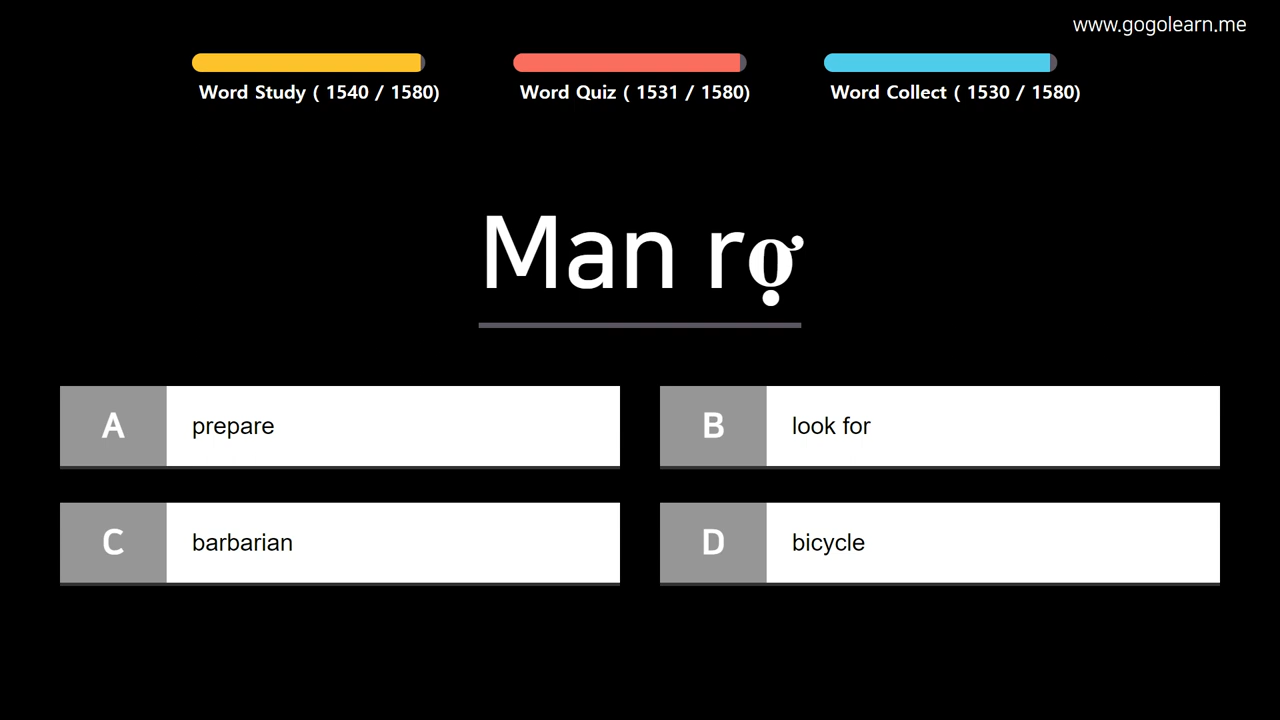 www.gogolearn.me
Word Study ( 1540 / 1580)
Word Quiz ( 1531 / 1580)
Word Collect ( 1530 / 1580)
Man rợ
A prepare
B look for
C barbarian
D bicycle